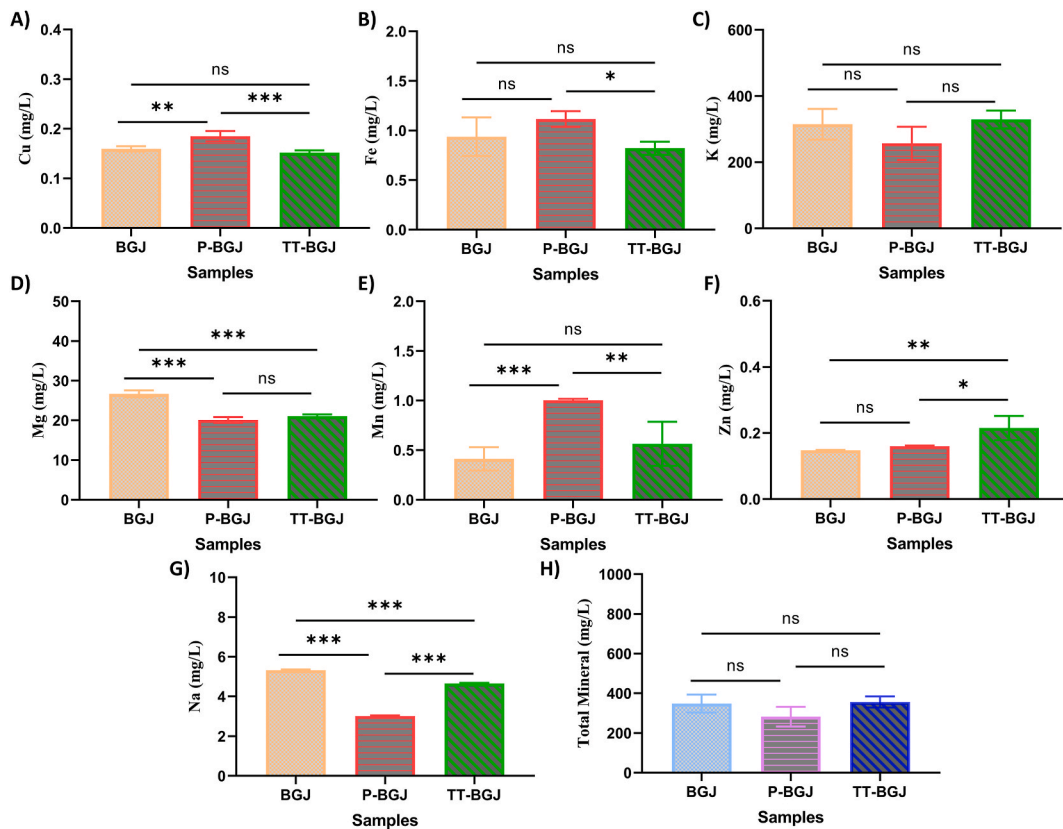 A)
Cu (mg/L)
0.4
0.3
0.2
0.1
0.0
ns
**
***
BGJ P-BGJ TT-BGJ
Samples
B)
Fe (mg/L)
2.0
1.5
1.0
0.5
0.0
ns
ns
*
BGJ P-BGJ TT-BGJ
Samples
C)
K (mg/L)
600
400
200
0
ns
ns
ns
BGJ P-BGJ TT-BGJ
Samples
D)
Mg (mg/L)
50
40
30
20
10
0
***
***
ns
BGJ P-BGJ TT-BGJ
Samples
E)
Mn (mg/L)
2.0
1.5
1.0
0.5
0.0
ns
***
**
BGJ P-BGJ TT-BGJ
Samples
F)
Zn (mg/L)
0.6
0.4
0.2
0.0
**
*
ns
BGJ P-BGJ TT-BGJ
Samples
G)
Na (mg/L)
10
8
6
4
2
0
***
***
***
BGJ P-BGJ TT-BGJ
Samples
H)
Total Mineral (mg/L)
1000
800
600
400
200
0
ns
ns
ns
BGJ P-BGJ TT-BGJ
Samples